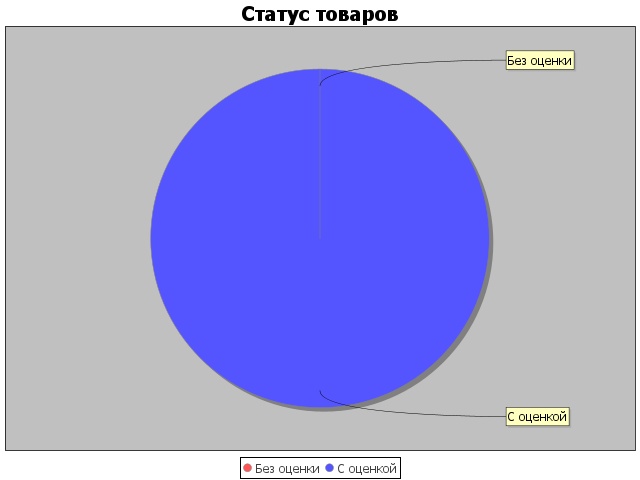 Статус товаров
Без оценки
С оценкой
Без оценки С оценкой